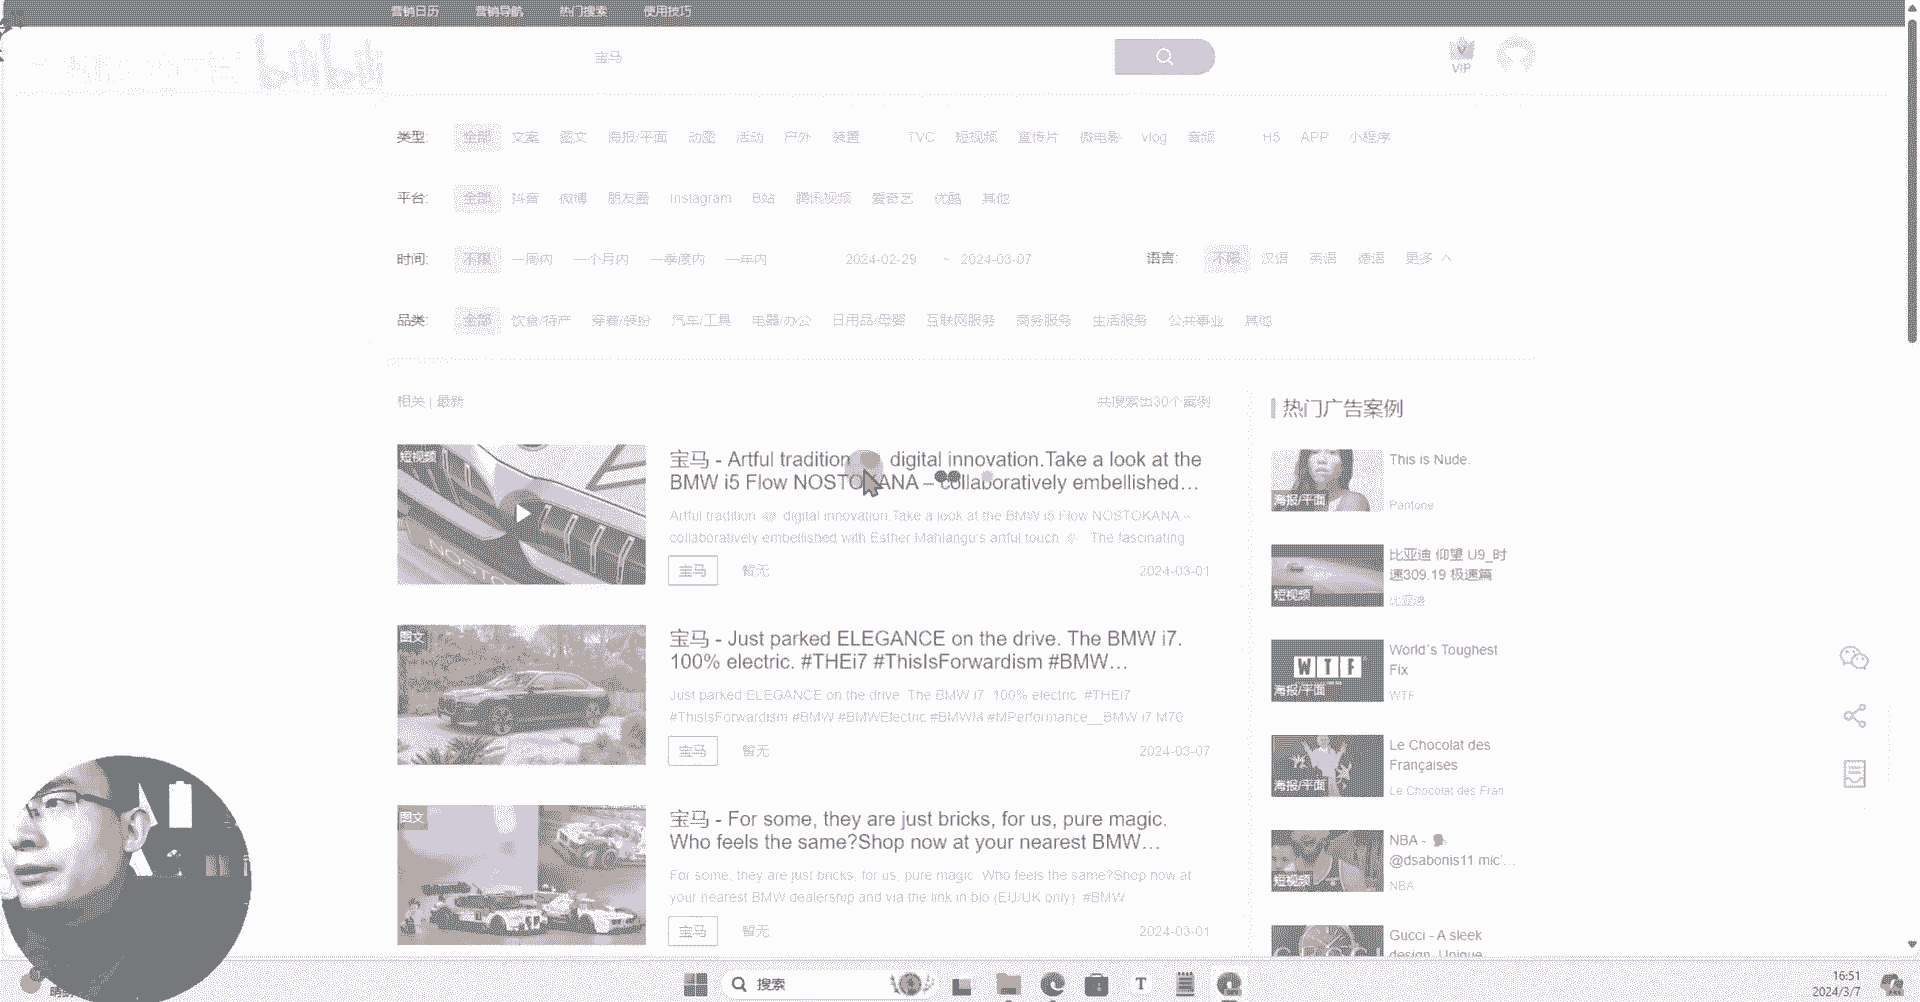 营销日历 营销导航 热门搜索 使用技巧
bilibili
宝马
VIP
类型: 全部 文案 图文 海报/平面 动图 活动 户外 装置 TVC 短视频 宣传片 微电影 vlog 音频 H5 APP 小程序
平台: 全部 抖音 微博 朋友圈 Instagram B站 腾讯视频 爱奇艺 优酷 其他
时间: 不限 一周内 一个月内 一季度内 一年内 2024-02-29 ~ 2024-03-07 语言: 不限 汉语 英语 德语 更多
品类: 全部 饮食/特产 穿着/装扮 汽车/工具 电器/办公 日用品/母婴 互联网服务 商务服务 生活服务 公共事业 其他
相关 | 最新 共搜索出30个案例
短视频
NOSTO
宝马 - Artful tradition digital innovation.Take a look at the
BMW i5 Flow NOSTOKANA – collaboratively embellished…
Artful tradition digital innovation.Take a look at the BMW i5 Flow NOSTOKANA –
collaboratively embellished with Esther Mahlangu's artful touch The fascinating
宝马 暂无 2024-03-01
图文
宝马 - Just parked ELEGANCE on the drive. The BMW i7.
100% electric. #THEi7 #ThisIsForwardism #BMW…
Just parked ELEGANCE on the drive. The BMW i7. 100% electric. #THEi7
#ThisIsForwardism #BMW #BMWElectric #BMWM #MPerformance__BMW i7 M70
宝马 暂无 2024-03-07
图文
宝马 - For some, they are just bricks, for us, pure magic.
Who feels the same?Shop now at your nearest BMW…
For some, they are just bricks, for us, pure magic. Who feels the same?Shop now at
your nearest BMW dealership and via the link in bio (EU/UK only) #BMW
宝马 暂无 2024-03-01
热门广告案例
海报/平面
This is Nude.
Pantone
短视频
比亚迪 仰望 U9_时
速309.19 极速篇
比亚迪
WTF
海报/平面
World's Toughest
Fix
WTF
海报/平面
Le Chocolat des
Françaises
Le Chocolat des Fran
短视频
NBA -
@dsabonis11 mic'…
NBA
Gucci - A sleek
design. Unique
搜索
T
16:51
2024/3/7